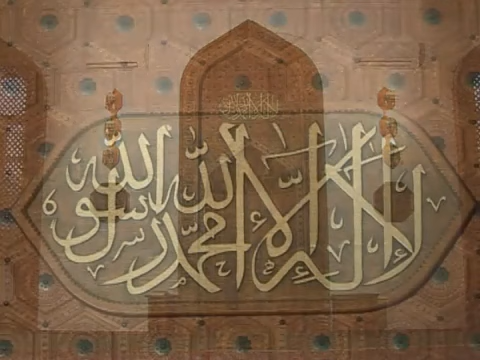 لا إله إلا الله محمد رسول الله